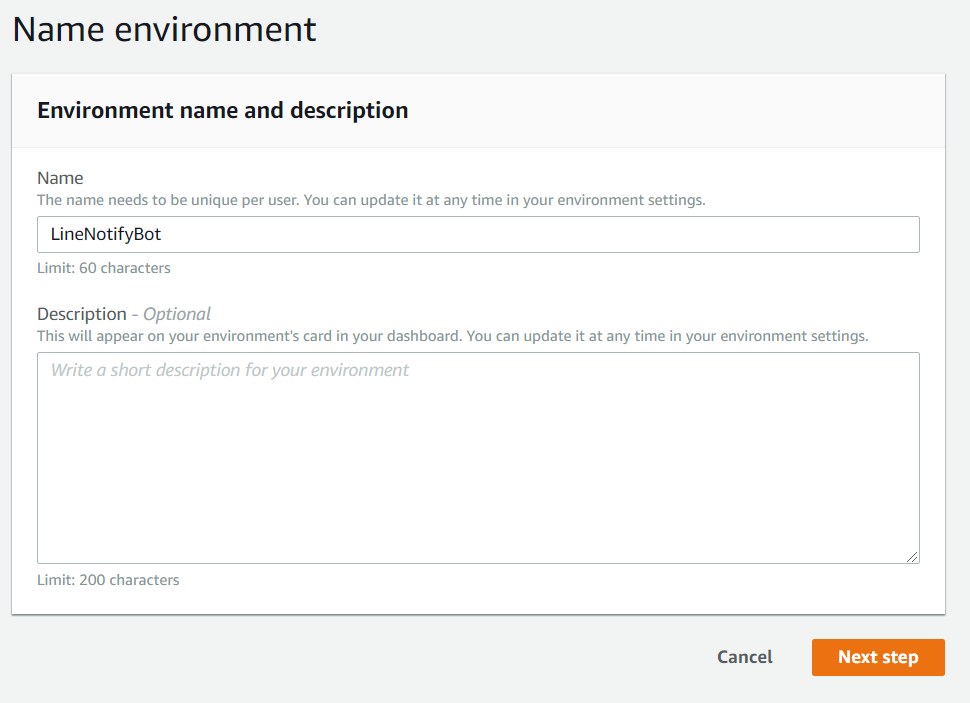 Name environment
Environment name and description
Name
The name needs to be unique per user. You can update it at any time in your environment settings.
LineNotifyBot
Limit: 60 characters
Description - Optional
This will appear on your environment's card in your dashboard. You can update it at any time in your environment settings.
Write a short description for your environment
Limit: 200 characters
Cancel
Next step